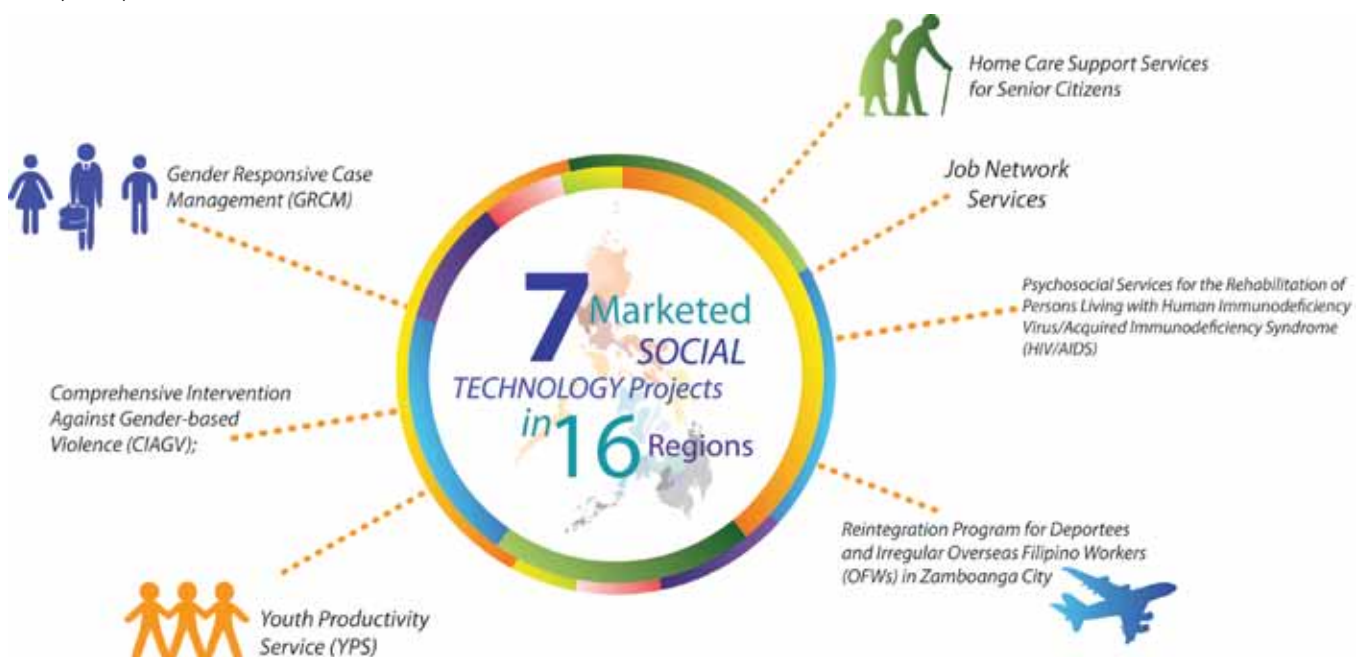 Home Care Support Services
for Senior Citizens
Gender Responsive Case
Management (GRCM)
Job Network
Services
Psychosocial Services for the Rehabilitation of
Persons Living with Human Immunodeficiency
Virus/Acquired Immunodeficiency Syndrome
(HIV/AIDS)
7 Marketed
SOCIAL
TECHNOLOGY Projects
in 16 Regions
Comprehensive Intervention
Against Gender-based
Violence (CIAGV);
Reintegration Program for Deportees
and Irregular Overseas Filipino Workers
(OFWs) in Zamboanga City
Youth Productivity
Service (YPS)